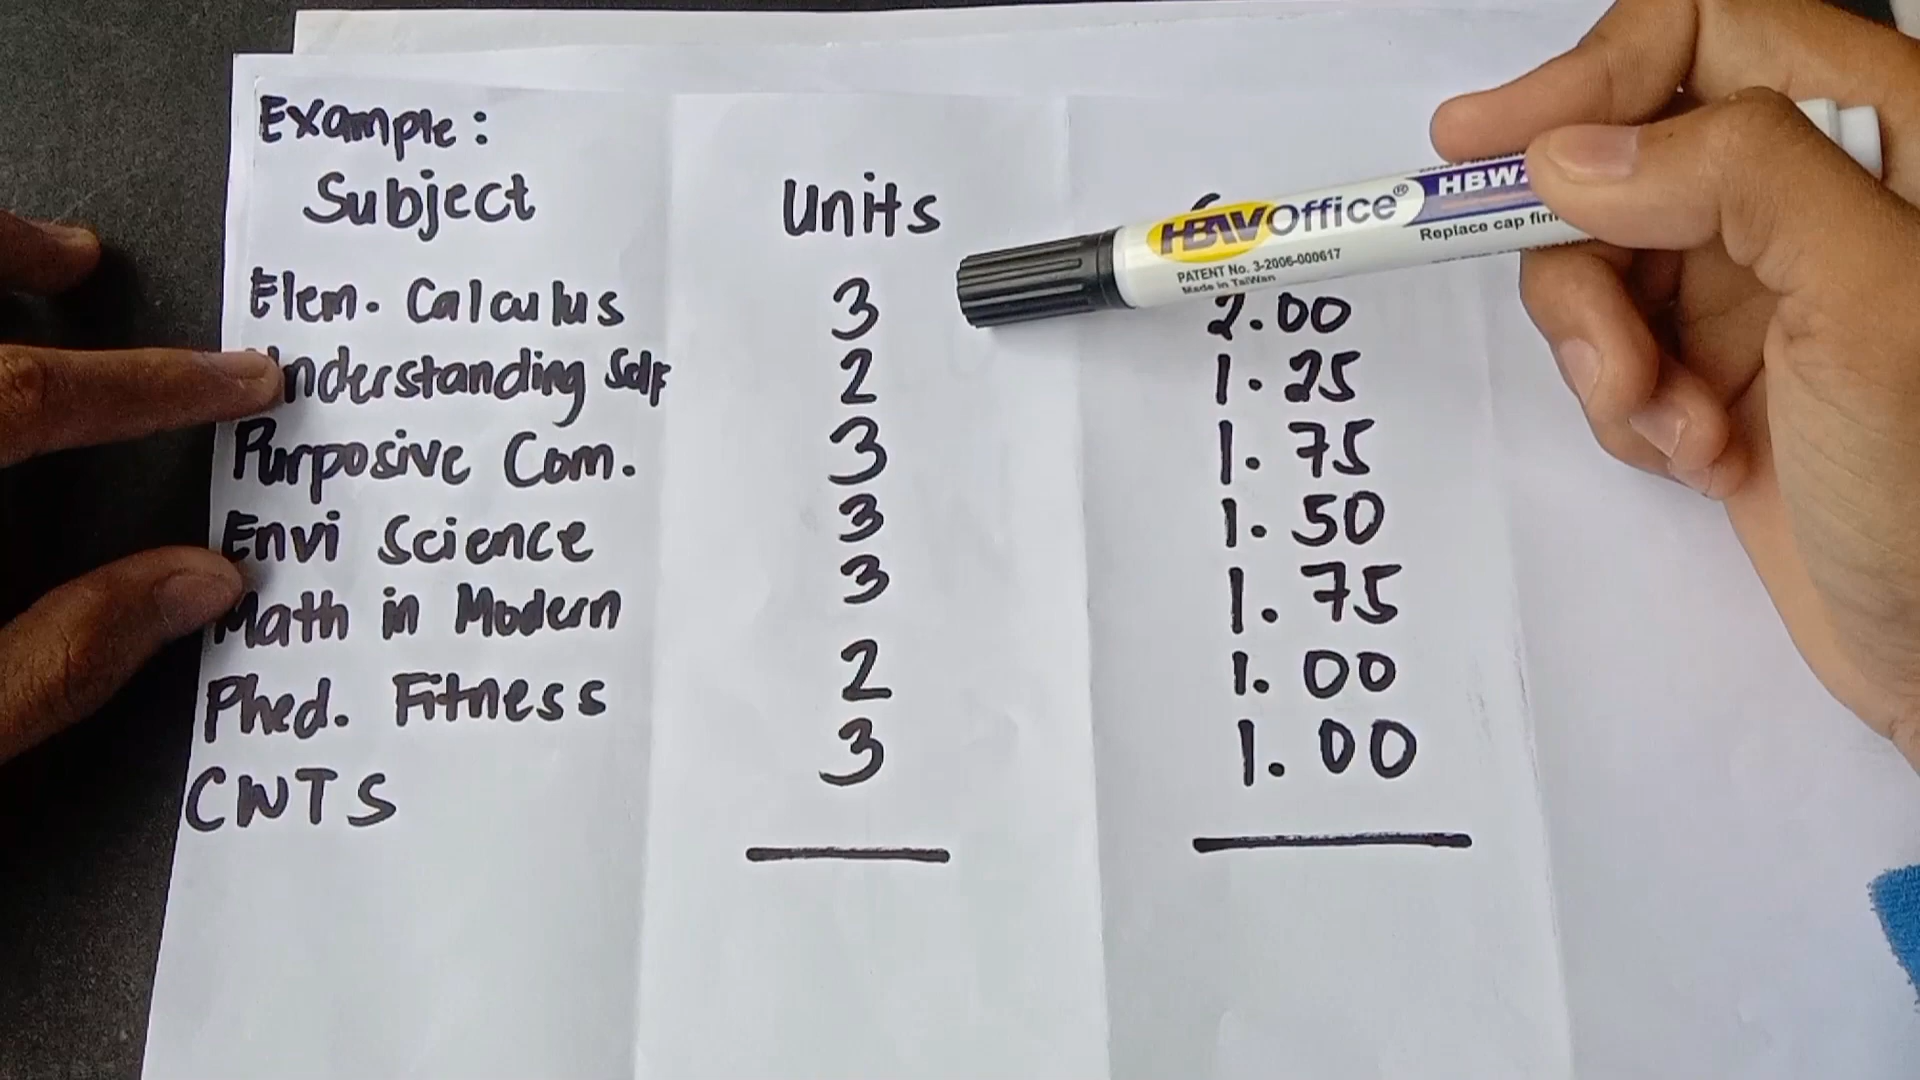 Example:
Subject Units
Elem. Calculus 3 2.00
Understanding Self 2 1.25
Purposive Com. 3 1.75
Envi Science 3 1.50
Math in Modern 3 1.75
Phed. Fitness 2 1.00
CWTS 3 1.00
HBWOffice®
HBW
PATENT No. 3-2006-000617
Made in Taiwan
Replace cap